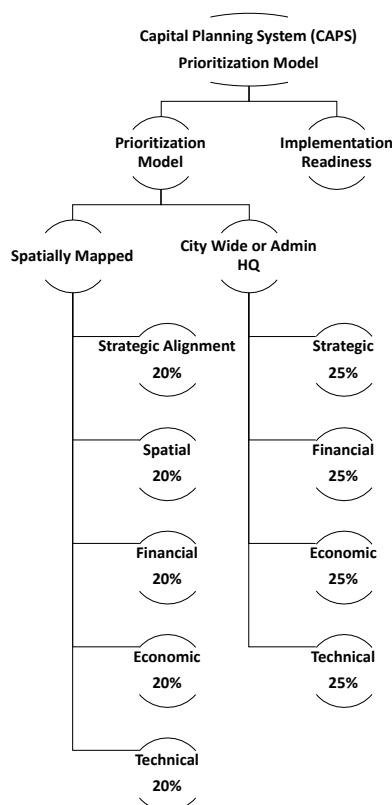 Capital Planning System (CAPS)
Prioritization Model
Prioritization
Model
Implementation
Readiness
Spatially Mapped
City Wide or Admin
HQ
Strategic Alignment
20%
Spatial
20%
Financial
20%
Economic
20%
Technical
20%
Strategic
25%
Financial
25%
Economic
25%
Technical
25%